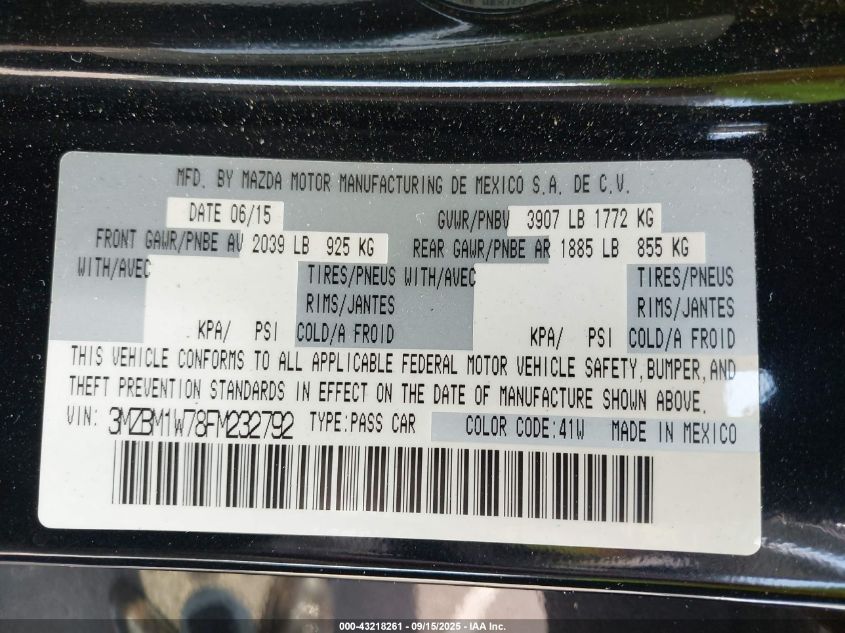 MFD. BY MAZDA MOTOR MANUFACTURING DE MEXICO S.A. DE C.V.
DATE 06/15 GVWR/PNBV 3907 LB 1772 KG
FRONT GAWR/PNBE AV 2039 LB 925 KG REAR GAWR/PNBE AR 1885 LB 855 KG
WITH/AVEC TIRES/PNEUS WITH/AVEC TIRES/PNEUS
RIMS/JANTES RIMS/JANTES
KPA/ PSI COLD/A FROID KPA/ PSI COLD/A FROID
THIS VEHICLE CONFORMS TO ALL APPLICABLE FEDERAL MOTOR VEHICLE SAFETY, BUMPER, AND
THEFT PREVENTION STANDARDS IN EFFECT ON THE DATE OF MANUFACTURE SHOWN ABOVE.
VIN: 3MZBM1W78FM232792 TYPE: PASS CAR COLOR CODE: 41W MADE IN MEXICO
000-43218261 - 09/15/2025 - IAA Inc.